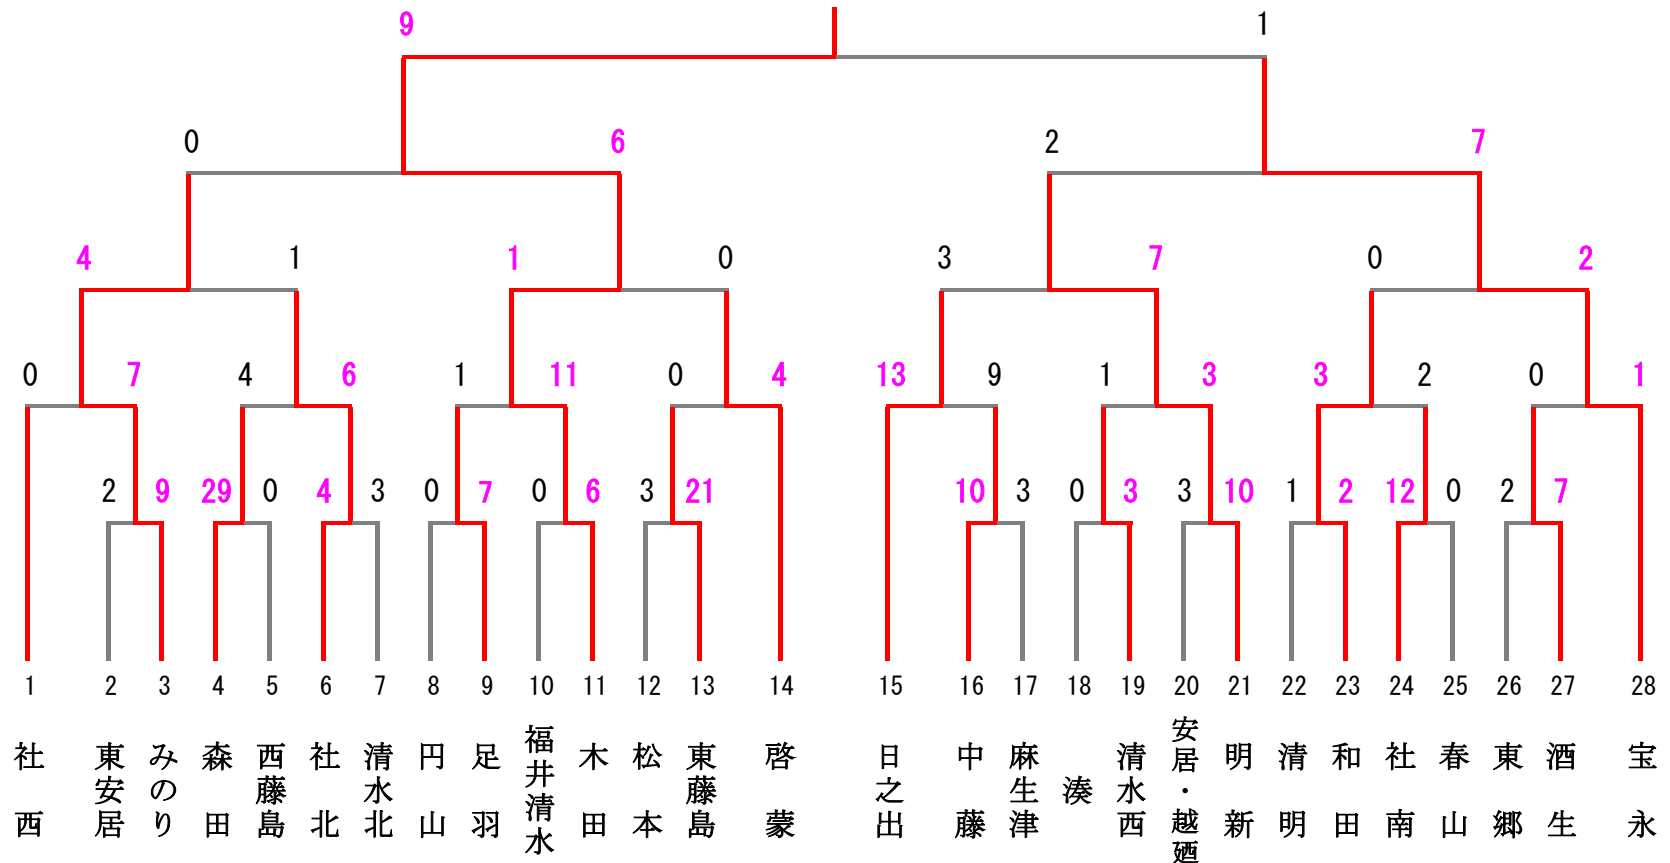 9 1
0 6 2 7
4 1 1 0 3 7 0 2
0 7 4 6 1 11 0 4 13 9 1 3 3 2 0 1
2 9 29 0 4 3 0 7 0 6 3 21 10 3 0 3 3 10 1 2 12 0 2 7
1 2 3 4 5 6 7 8 9 10 11 12 13 14 15 16 17 18 19 20 21 22 23 24 25 26 27 28
社西
東安居
みのり
森田
西藤島
社北
清水北
円山
足羽
福井清水
木田
松本
東藤島
啓蒙
日之出
中藤
麻生津
湊
清水西
安居・越廼
明新
清明
和田
社南
春山
東郷
酒生
宝永